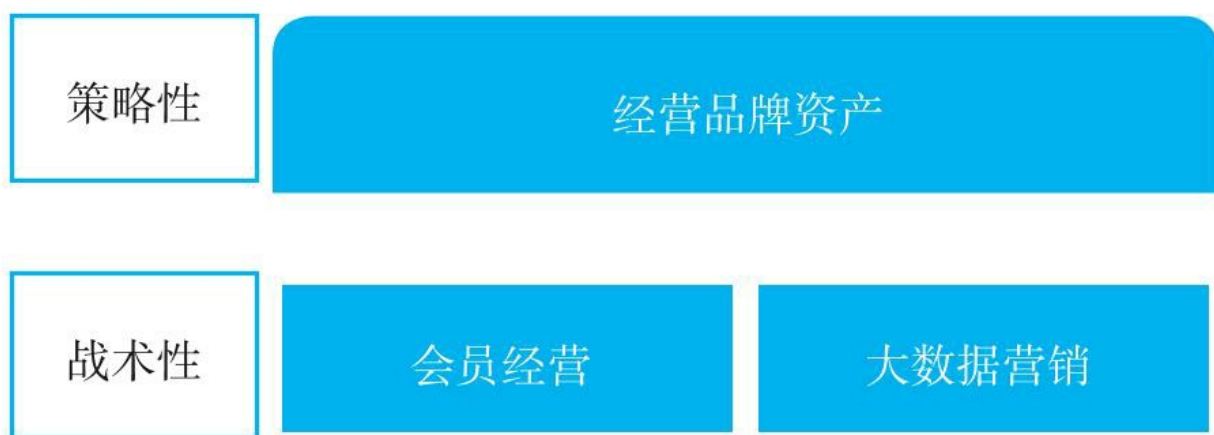 策略性
经营品牌资产
战术性
会员经营
大数据营销